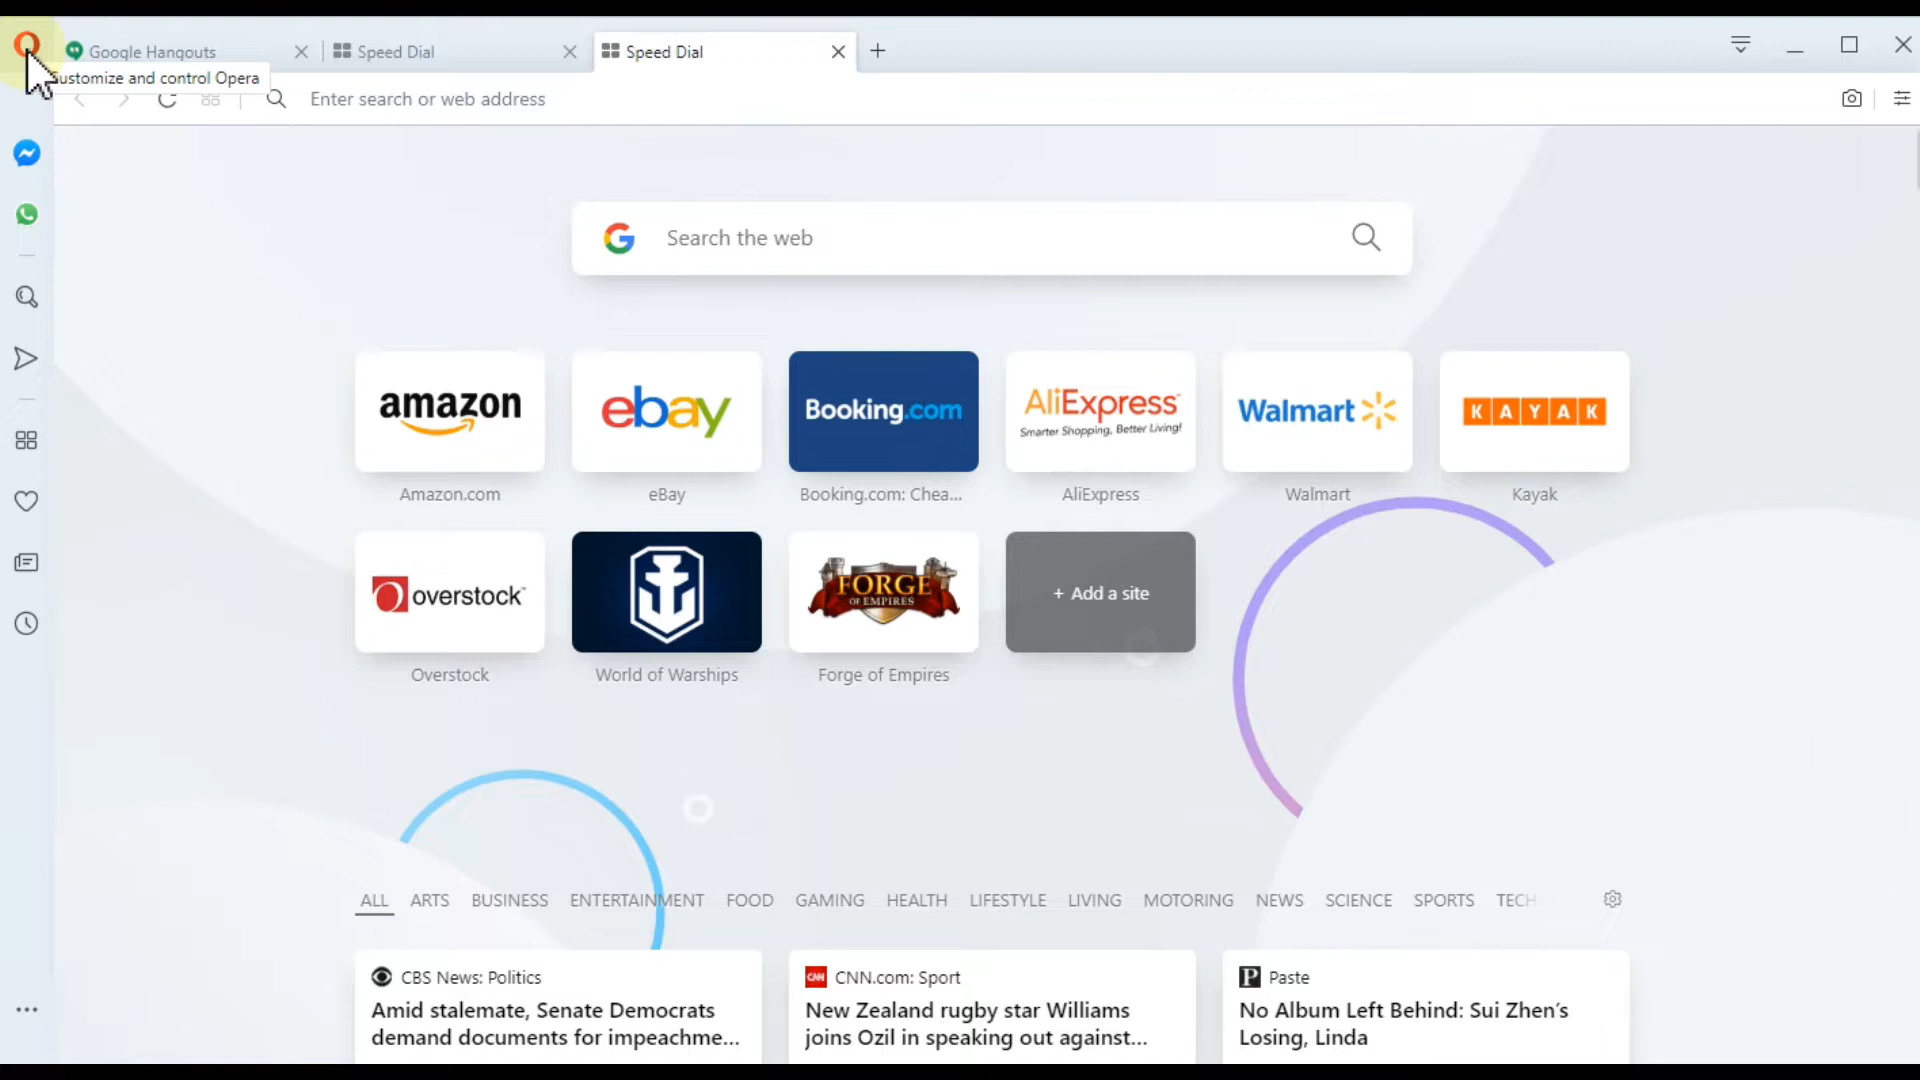 Google Hangouts
Speed Dial
Speed Dial
ustomize and control Opera
Enter search or web address
Search the web
amazon
ebay
Booking.com
AliExpress
Smarter Shopping, Better Living!
Walmart
KAYAK
Amazon.com
eBay
Booking.com: Chea...
AliExpress
Walmart
Kayak
overstock
FORGE
OF EMPIRES
+ Add a site
Overstock
World of Warships
Forge of Empires
ALL ARTS BUSINESS ENTERTAINMENT FOOD GAMING HEALTH LIFESTYLE LIVING MOTORING NEWS SCIENCE SPORTS TECH
CBS News: Politics
Amid stalemate, Senate Democrats
demand documents for impeachme...
CNN
CNN.com: Sport
New Zealand rugby star Williams
joins Ozil in speaking out against...
P
Paste
No Album Left Behind: Sui Zhen's
Losing, Linda